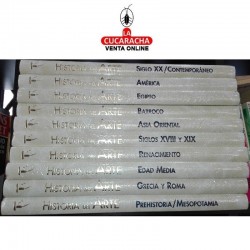 LA
CUCARACHA
VENTA ONLINE
HISTORIA DEL ARTE SIGLO XX/CONTEMPORÁNEO
HISTORIA DEL ARTE AMÉRICA
HISTORIA DEL ARTE EGIPTO
HISTORIA DEL ARTE BARROCO
HISTORIA DEL ARTE ASIA ORIENTAL
HISTORIA DEL ARTE SIGLOS XVIII Y XIX
HISTORIA DEL ARTE RENACIMIENTO
HISTORIA DEL ARTE EDAD MEDIA
HISTORIA DEL ARTE GRECIA Y ROMA
HISTORIA DEL ARTE PREHISTORIA/MESOPOTAMIA